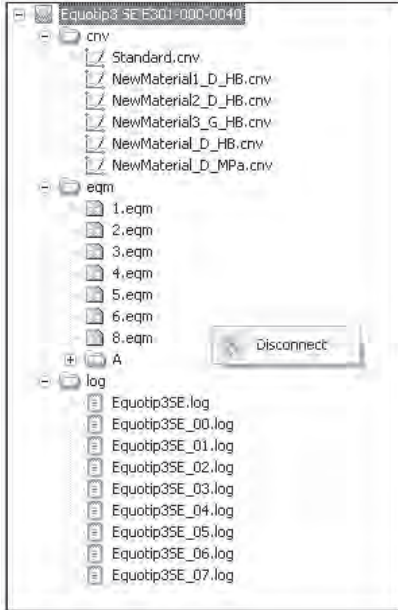 Equotip3 SE E301-000-0040
cnv
Standard.cnv
NewMaterial1_D_HB.cnv
NewMaterial2_D_HB.cnv
NewMaterial3_G_HB.cnv
NewMaterial_D_HB.cnv
NewMaterial_D_MPa.cnv
eqm
1.eqm
2.eqm
3.eqm
4.eqm
5.eqm
6.eqm
8.eqm
Disconnect
A
log
Equotip3SE.log
Equotip3SE_00.log
Equotip3SE_01.log
Equotip3SE_02.log
Equotip3SE_03.log
Equotip3SE_04.log
Equotip3SE_05.log
Equotip3SE_06.log
Equotip3SE_07.log